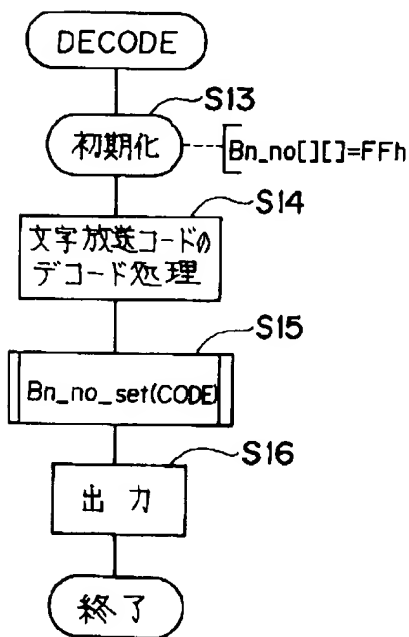 DECODE
S13
初期化
Bn_no[][]=FFh
S14
文字放送コードの
デコード処理
S15
Bn_no_set(CODE)
S16
出力
終了